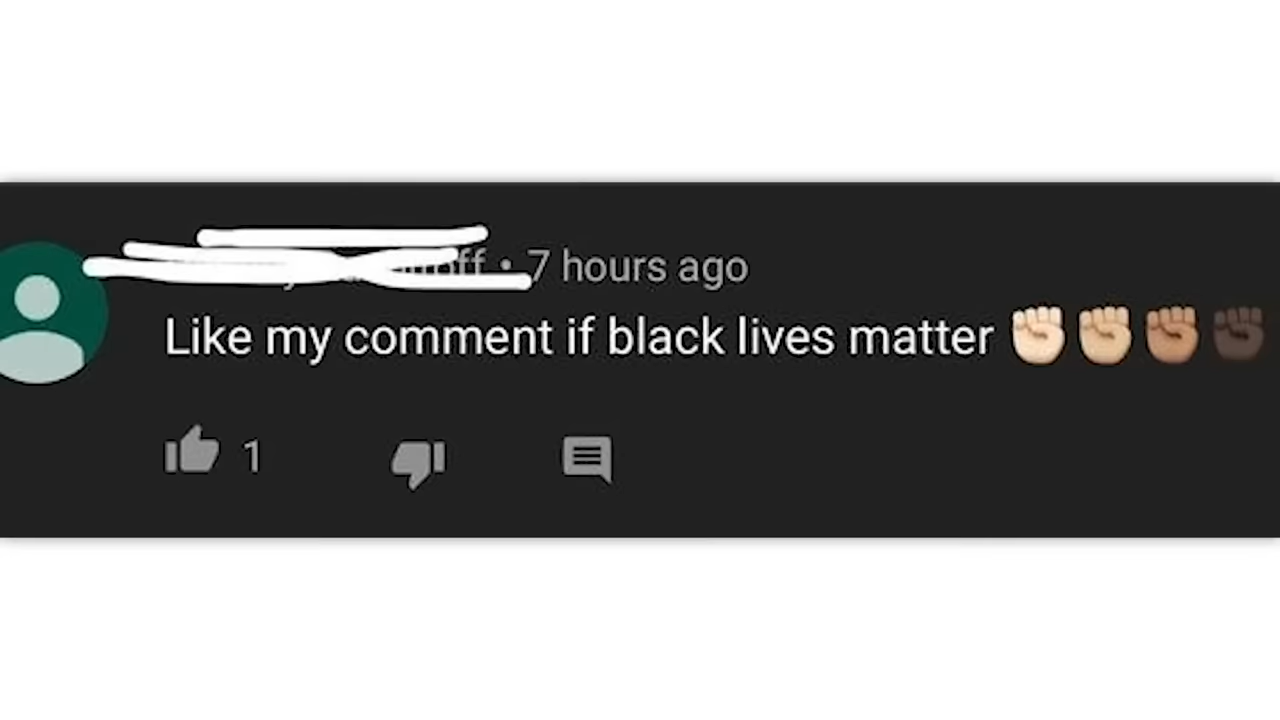 7 hours ago
Like my comment if black lives matter ✊🏻✊🏼✊🏽✊🏿
1